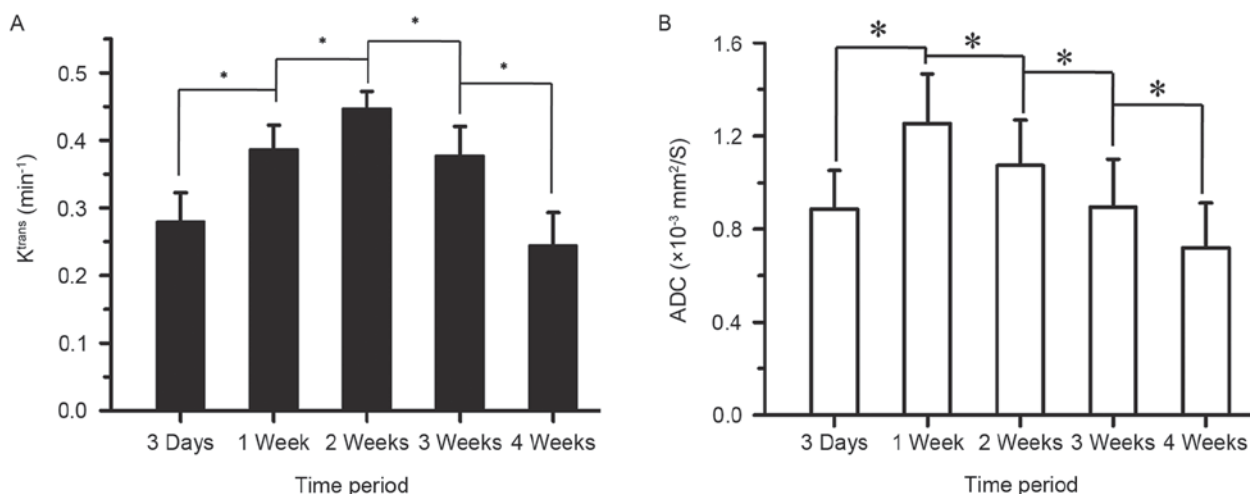 A
*
*
*
*
0.5
0.4
0.3
0.2
0.1
0.0
K^trans (min⁻¹)
3 Days 1 Week 2 Weeks 3 Weeks 4 Weeks
Time period
B
*
*
*
*
1.6
1.2
0.8
0.4
0.0
ADC (×10⁻³ mm²/S)
3 Days 1 Week 2 Weeks 3 Weeks 4 Weeks
Time period